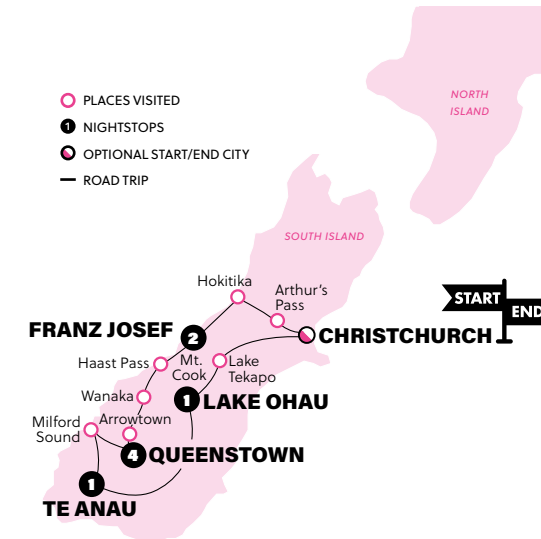 NORTH
ISLAND
PLACES VISITED
1 NIGHTSTOPS
OPTIONAL START/END CITY
ROAD TRIP
SOUTH ISLAND
Hokitika
Arthur's
Pass
START
END
FRANZ JOSEF
2
CHRISTCHURCH
Haast Pass
Mt.
Cook
Lake
Tekapo
Wanaka
1
LAKE OHAU
Milford
Sound
Arrowtown
4
QUEENSTOWN
1
TE ANAU